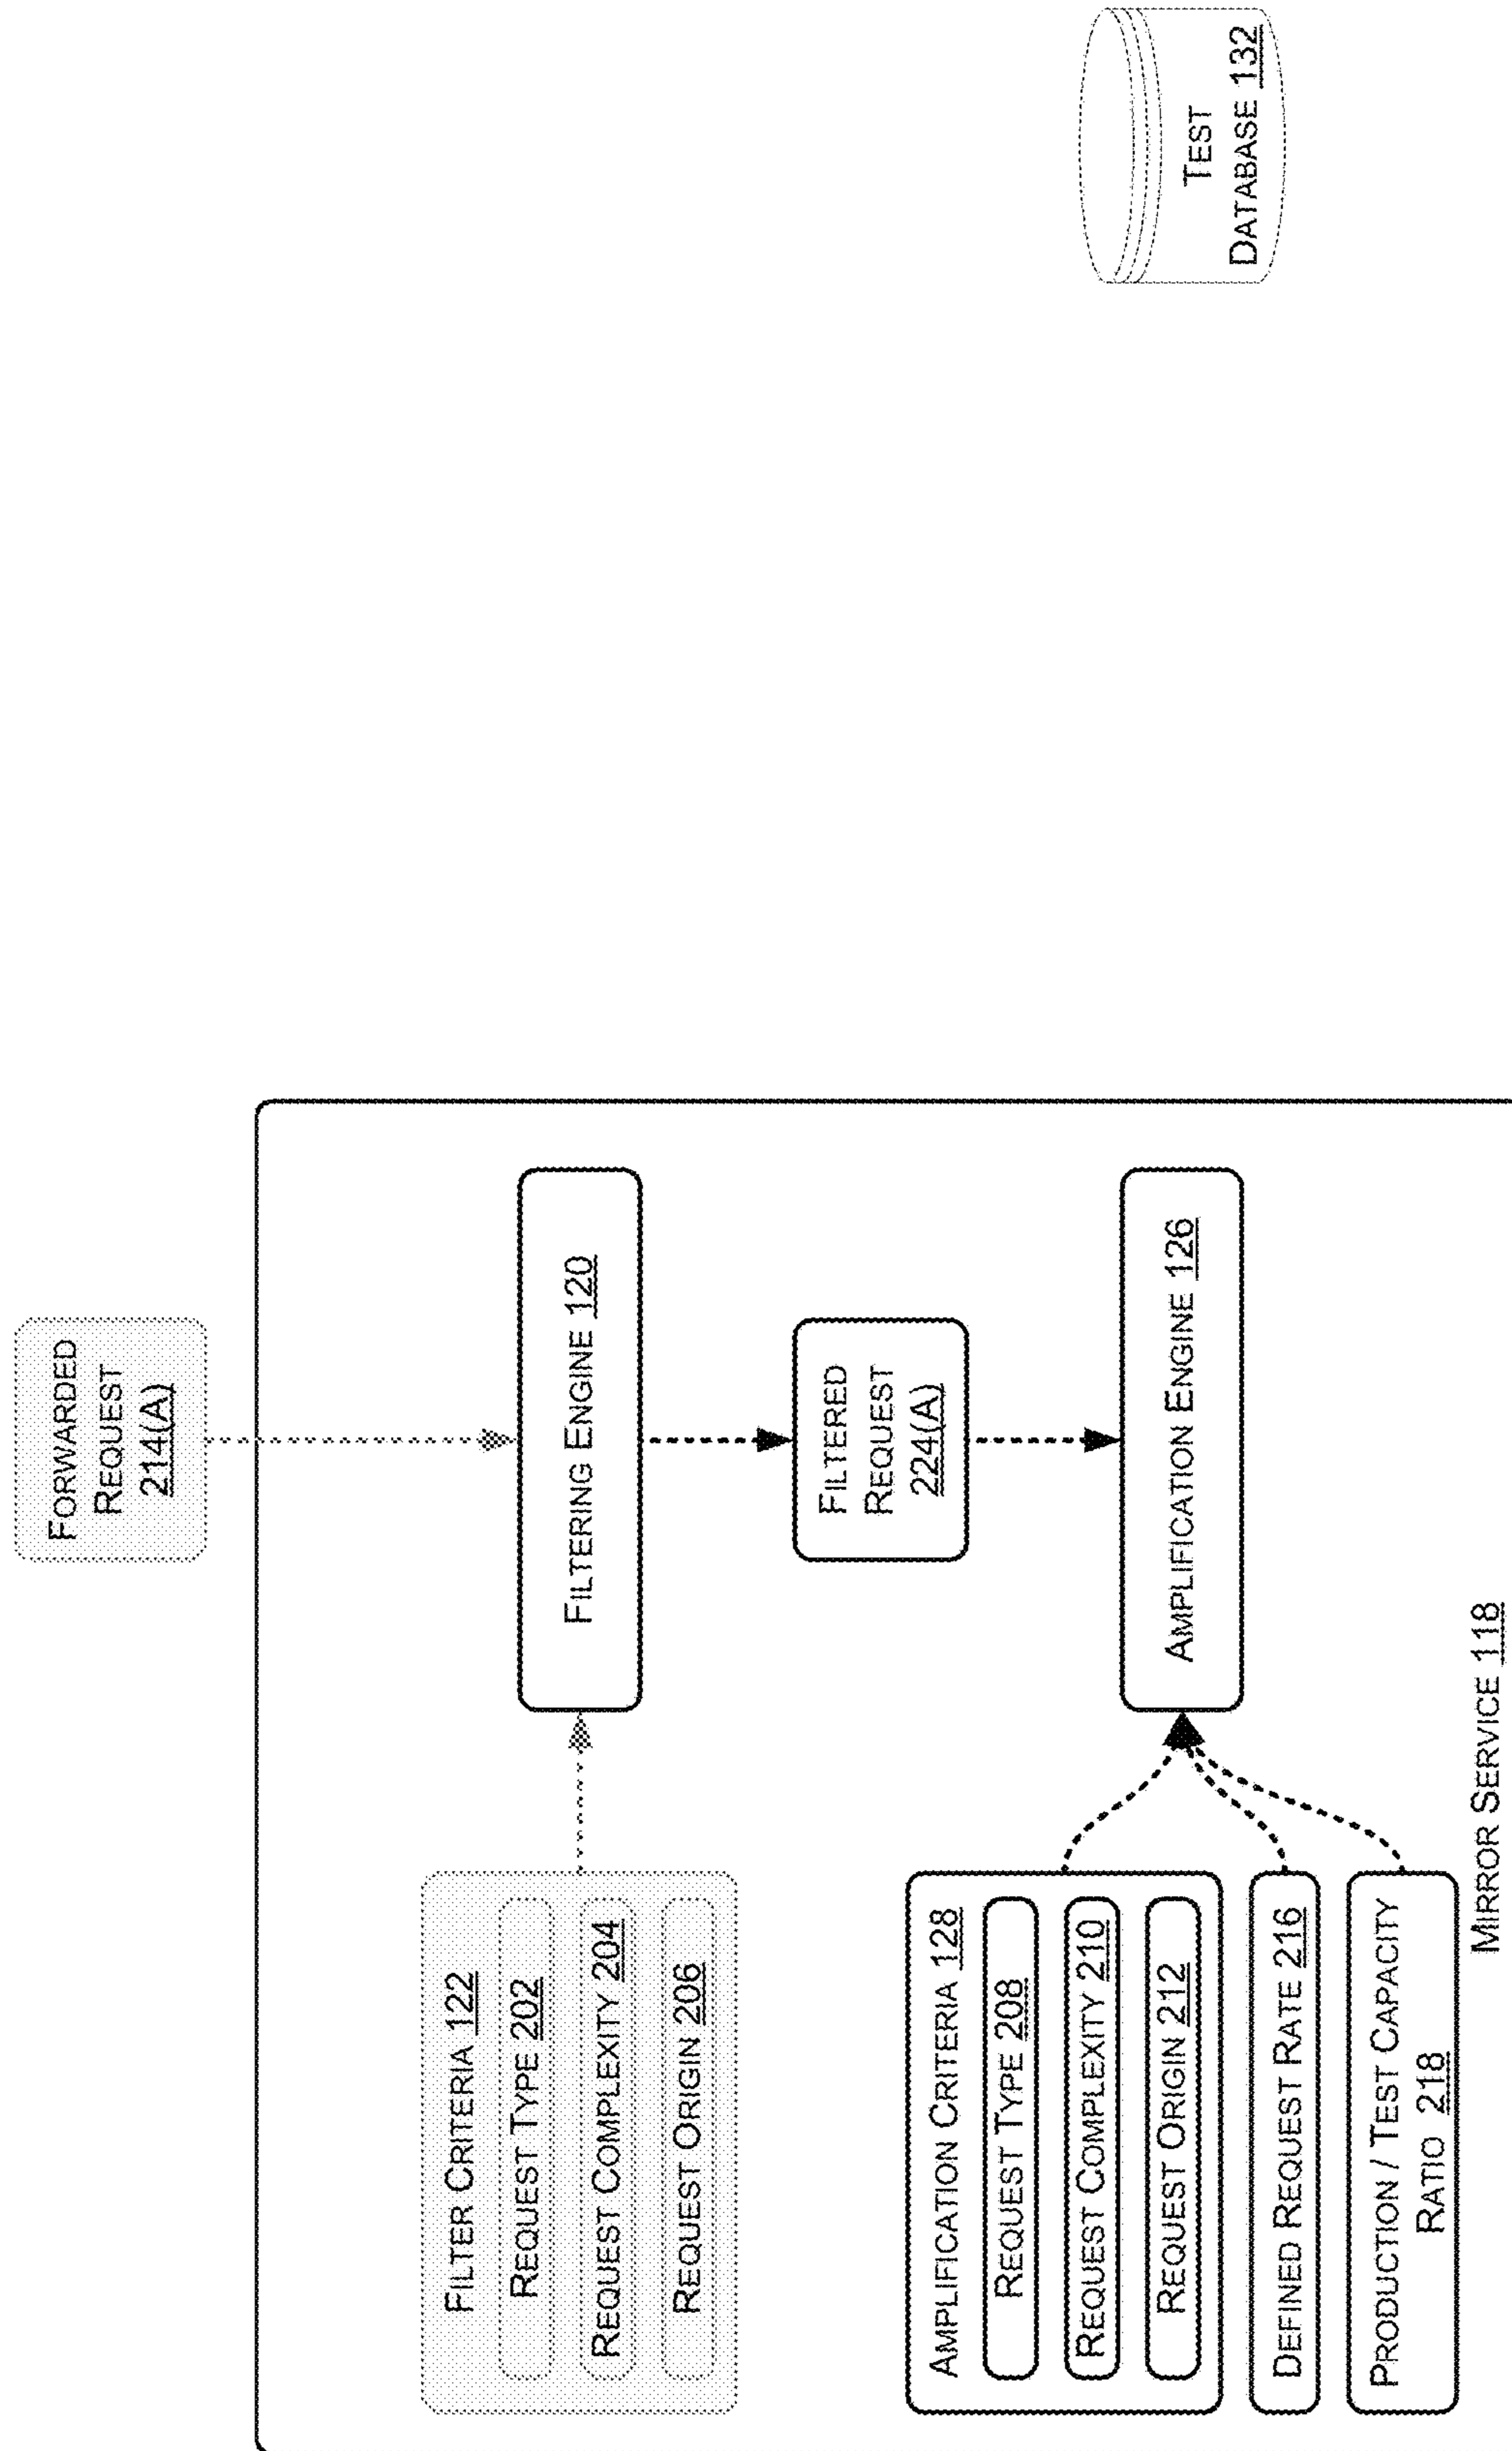 FORWARDED
REQUEST
214(A)
FILTER CRITERIA 122
REQUEST TYPE 202
REQUEST COMPLEXITY 204
REQUEST ORIGIN 206
FILTERING ENGINE 120
FILTERED
REQUEST
224(A)
AMPLIFICATION CRITERIA 128
REQUEST TYPE 208
REQUEST COMPLEXITY 210
REQUEST ORIGIN 212
DEFINED REQUEST RATE 216
PRODUCTION / TEST CAPACITY
RATIO 218
AMPLIFICATION ENGINE 126
TEST
DATABASE 132
MIRROR SERVICE 118